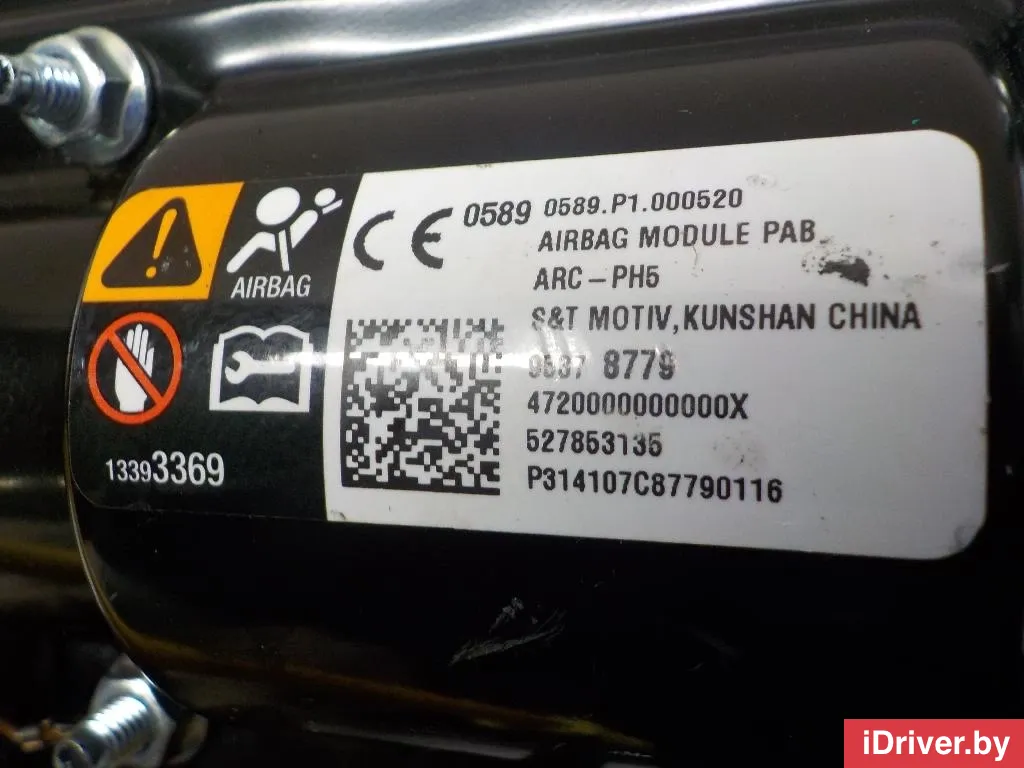 AIRBAG
13393369
0589 0589.P1.000520
AIRBAG MODULE PAB
ARC-PH5
S&T MOTIV,KUNSHAN CHINA
8779
4720000000000X
527853135
P314107C87790116
iDriver.by